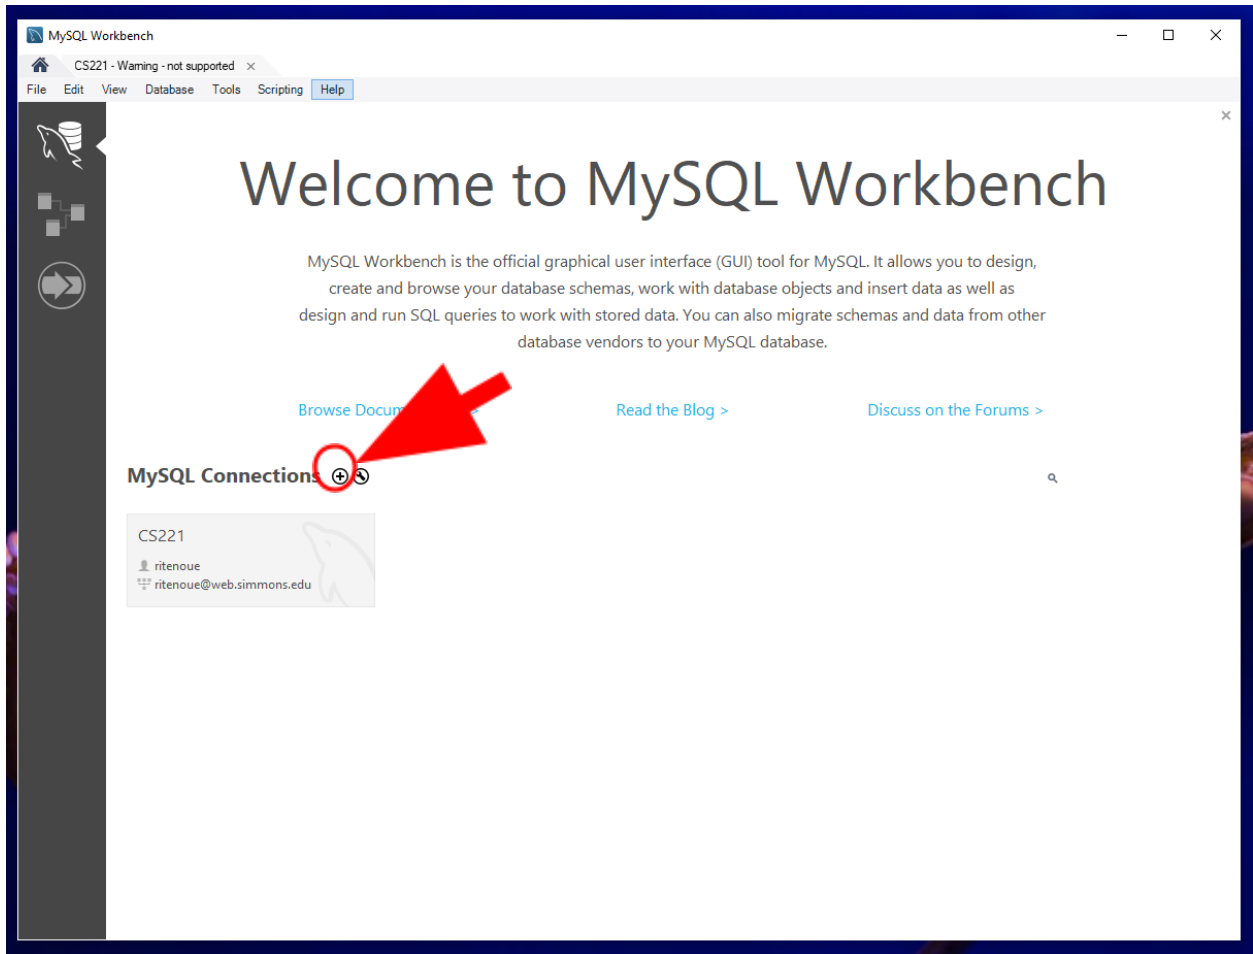 MySQL Workbench
CS221 - Warning - not supported
File Edit View Database Tools Scripting Help
Welcome to MySQL Workbench
MySQL Workbench is the official graphical user interface (GUI) tool for MySQL. It allows you to design,
create and browse your database schemas, work with database objects and insert data as well as
design and run SQL queries to work with stored data. You can also migrate schemas and data from other
database vendors to your MySQL database.
Browse >
Read the Blog >
Discuss on the Forums >
MySQL Connections
CS221
ritenoue
ritenoue@web.simmons.edu